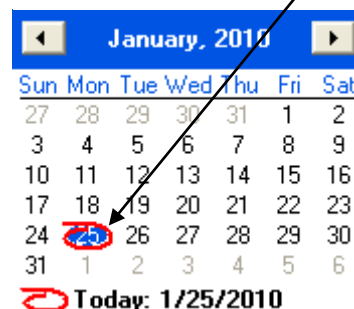 January, 2010
Sun Mon Tue Wed Thu Fri Sat
27 28 29 30 31 1 2
3 4 5 6 7 8 9
10 11 12 13 14 15 16
17 18 19 20 21 22 23
24 25 26 27 28 29 30
31 1 2 3 4 5 6
Today: 1/25/2010